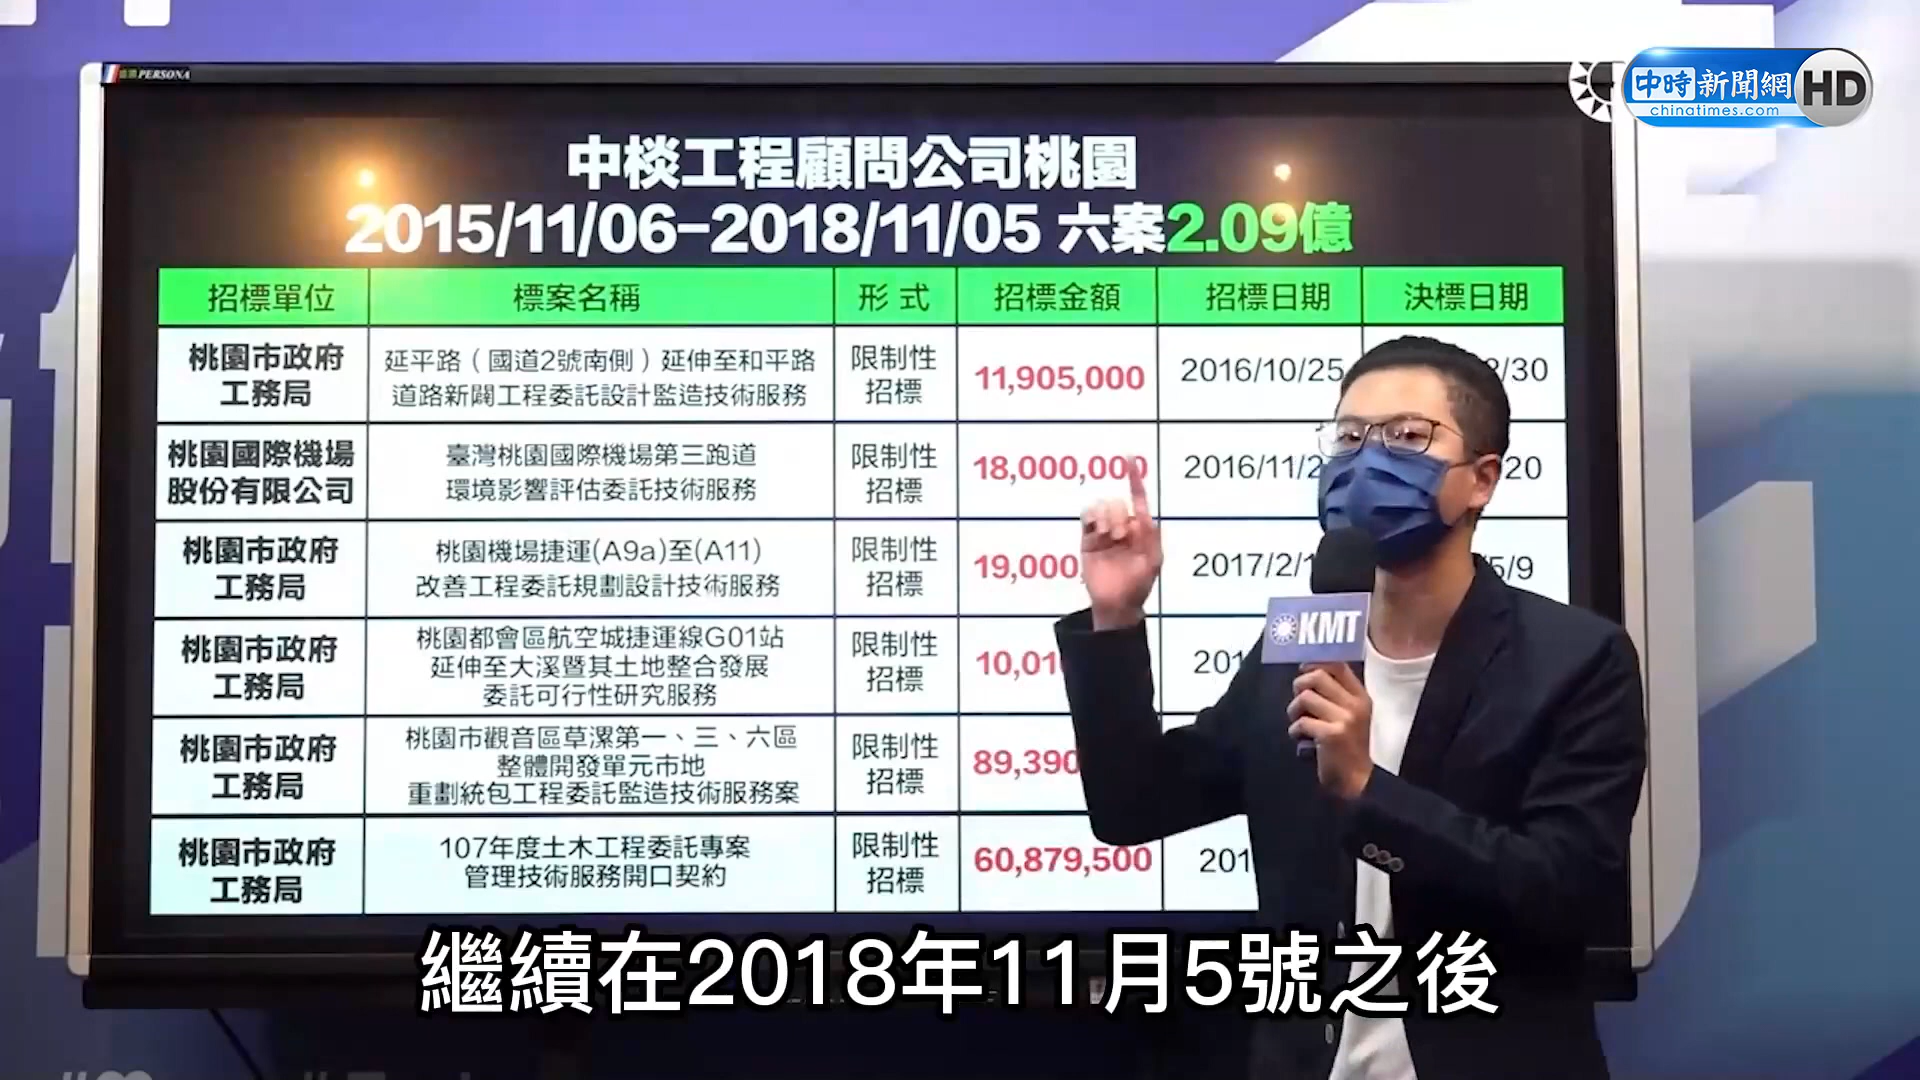 PERSONA
中時新聞網HD
chinatimes.com
中棪工程顧問公司桃園
2015/11/06-2018/11/05 六案2.09億
招標單位 標案名稱 形 式 招標金額 招標日期 決標日期
桃園市政府
工務局
延平路（國道2號南側）延伸至和平路
道路新闢工程委託設計監造技術服務
限制性
招標
11,905,000
2016/10/25
/30
桃園國際機場
股份有限公司
臺灣桃園國際機場第三跑道
環境影響評估委託技術服務
限制性
招標
18,000,000
2016/11/2
20
桃園市政府
工務局
桃園機場捷運(A9a)至(A11)
改善工程委託規劃設計技術服務
限制性
招標
19,000,
2017/2/1
5/9
桃園市政府
工務局
桃園都會區航空城捷運線G01站
延伸至大溪暨其土地整合發展
委託可行性研究服務
限制性
招標
10,01
201
桃園市政府
工務局
桃園市觀音區草漯第一、三、六區
整體開發單元市地
重劃統包工程委託監造技術服務案
限制性
招標
89,390
桃園市政府
工務局
107年度土木工程委託專案
管理技術服務開口契約
限制性
招標
60,879,500
201
KMT
繼續在2018年11月5號之後